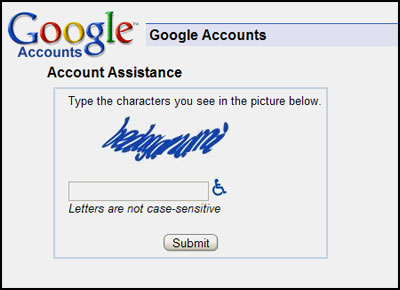 Google™
Accounts
Google Accounts
Account Assistance
Type the characters you see in the picture below.
Letters are not case-sensitive
Submit